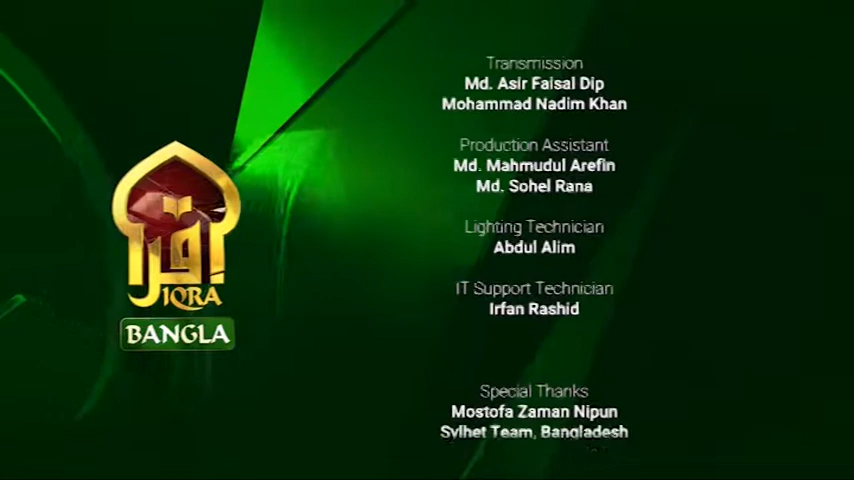 اقرأ
IQRA
BANGLA
Transmission
Md. Asir Faisal Dip
Mohammad Nadim Khan
Production Assistant
Md. Mahmudul Arefin
Md. Sohel Rana
Lighting Technician
Abdul Alim
IT Support Technician
Irfan Rashid
Special Thanks
Mostofa Zaman Nipun
Sylhet Team, Bangladesh